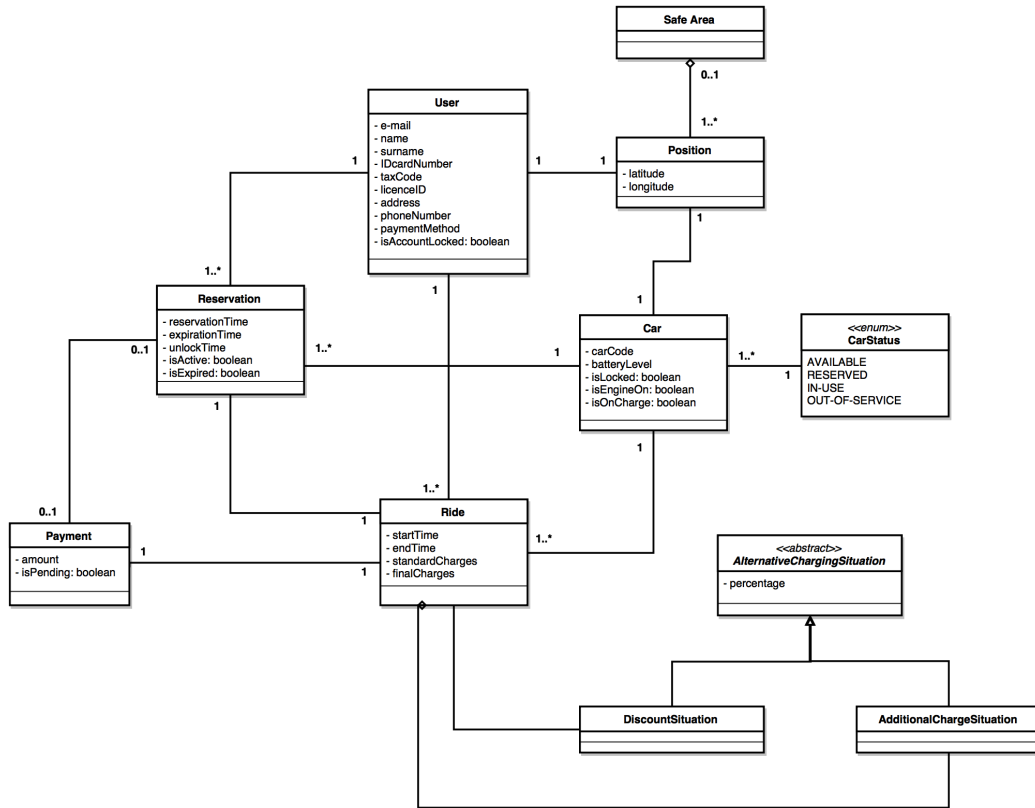 Safe Area
0..1
1..*
User
- e-mail
- name
- surname
- IDcardNumber
- taxCode
- licenceID
- address
- phoneNumber
- paymentMethod
- isAccountLocked: boolean
1
1
1
1
Position
- latitude
- longitude
1
1..*
Reservation
- reservationTime
- expirationTime
- unlockTime
- isActive: boolean
- isExpired: boolean
0..1
1..*
1
1
1
Car
- carCode
- batteryLevel
- isLocked: boolean
- isEngineOn: boolean
- isOnCharge: boolean
1..*
1
1
<<enum>>
CarStatus
AVAILABLE
RESERVED
IN-USE
OUT-OF-SERVICE
0..1
Payment
- amount
- isPending: boolean
1
1..*
1
1
Ride
- startTime
- endTime
- standardCharges
- finalCharges
1..*
<<abstract>>
AlternativeChargingSituation
- percentage
DiscountSituation
AdditionalChargeSituation